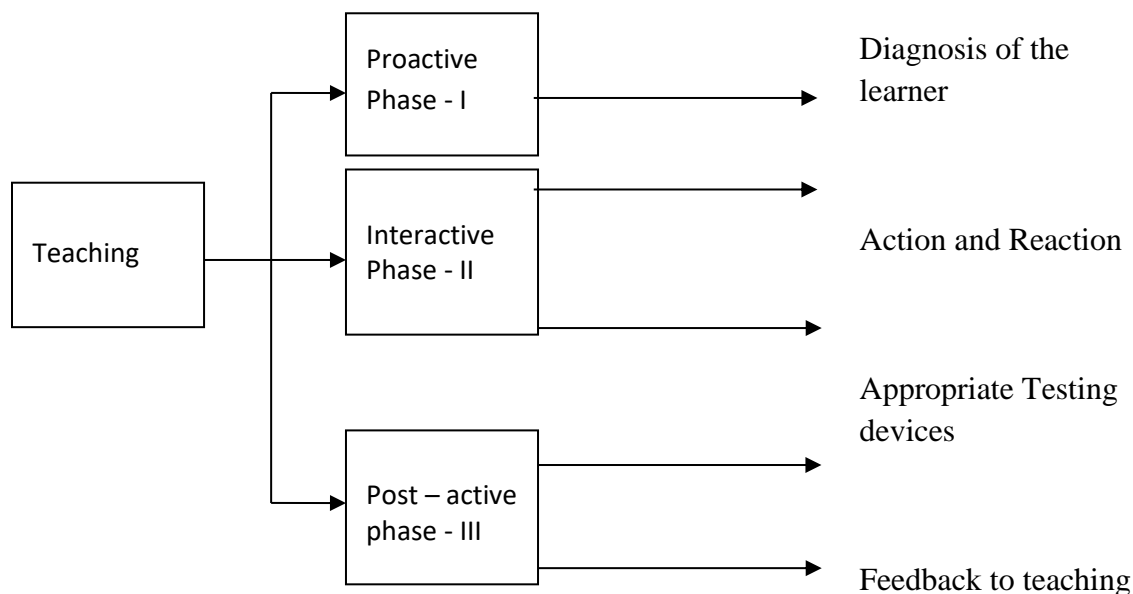 Proactive
Phase - I
Diagnosis of the
learner
Teaching
Interactive
Phase - II
Action and Reaction
Appropriate Testing
devices
Post – active
phase - III
Feedback to teaching